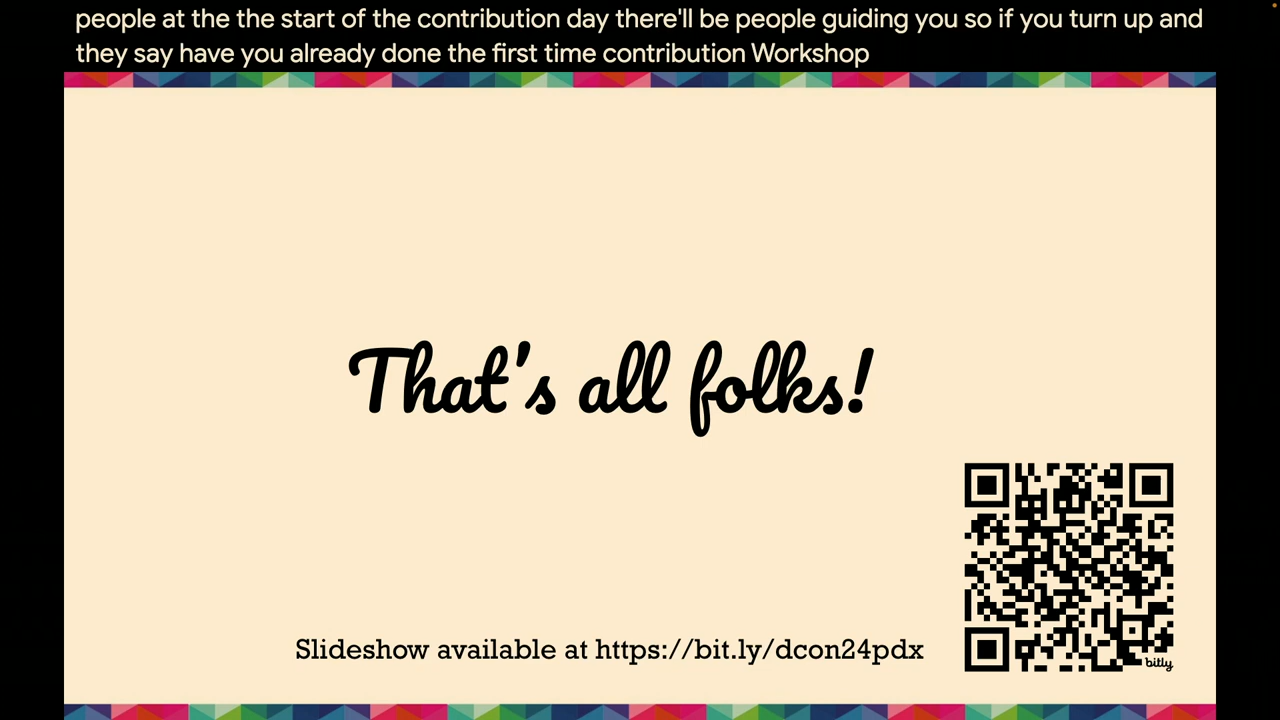 people at the the start of the contribution day there'll be people guiding you so if you turn up and
they say have you already done the first time contribution Workshop
That's all folks!
Slideshow available at https://bit.ly/dcon24pdx
bitly